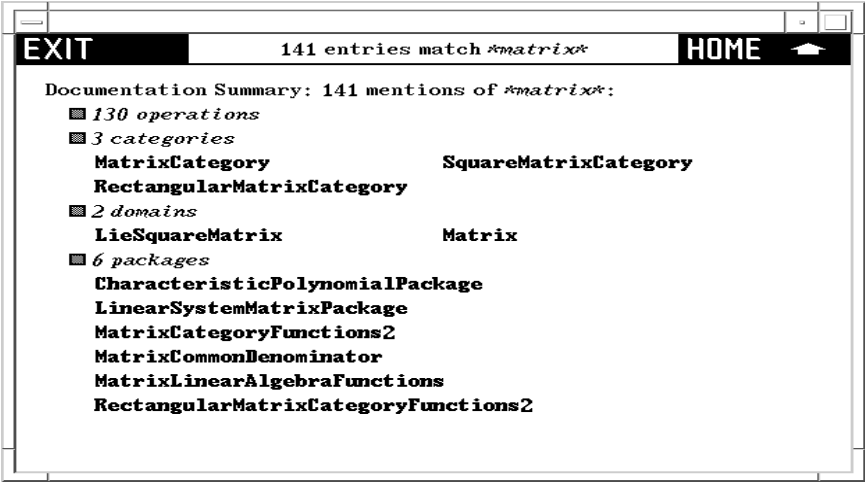 EXIT 141 entries match *matrix* HOME
Documentation Summary: 141 mentions of *matrix*:
130 operations
3 categories
MatrixCategory SquareMatrixCategory
RectangularMatrixCategory
2 domains
LieSquareMatrix Matrix
6 packages
CharacteristicPolynomialPackage
LinearSystemMatrixPackage
MatrixCategoryFunctions2
MatrixCommonDenominator
MatrixLinearAlgebraFunctions
RectangularMatrixCategoryFunctions2